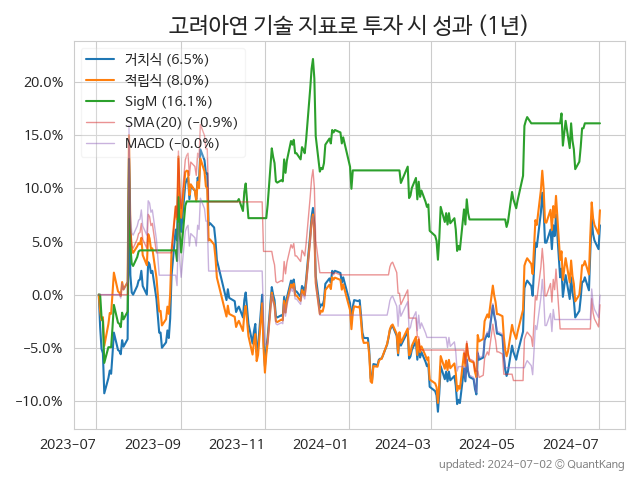 고려아연 기술 지표로 투자 시 성과 (1년)
거치식 (6.5%)
적립식 (8.0%)
SigM (16.1%)
SMA(20) (−0.9%)
MACD (−0.0%)
20.0%
15.0%
10.0%
5.0%
0.0%
−5.0%
−10.0%
2023-07 2023-09 2023-11 2024-01 2024-03 2024-05 2024-07
updated: 2024-07-02 © QuantKang